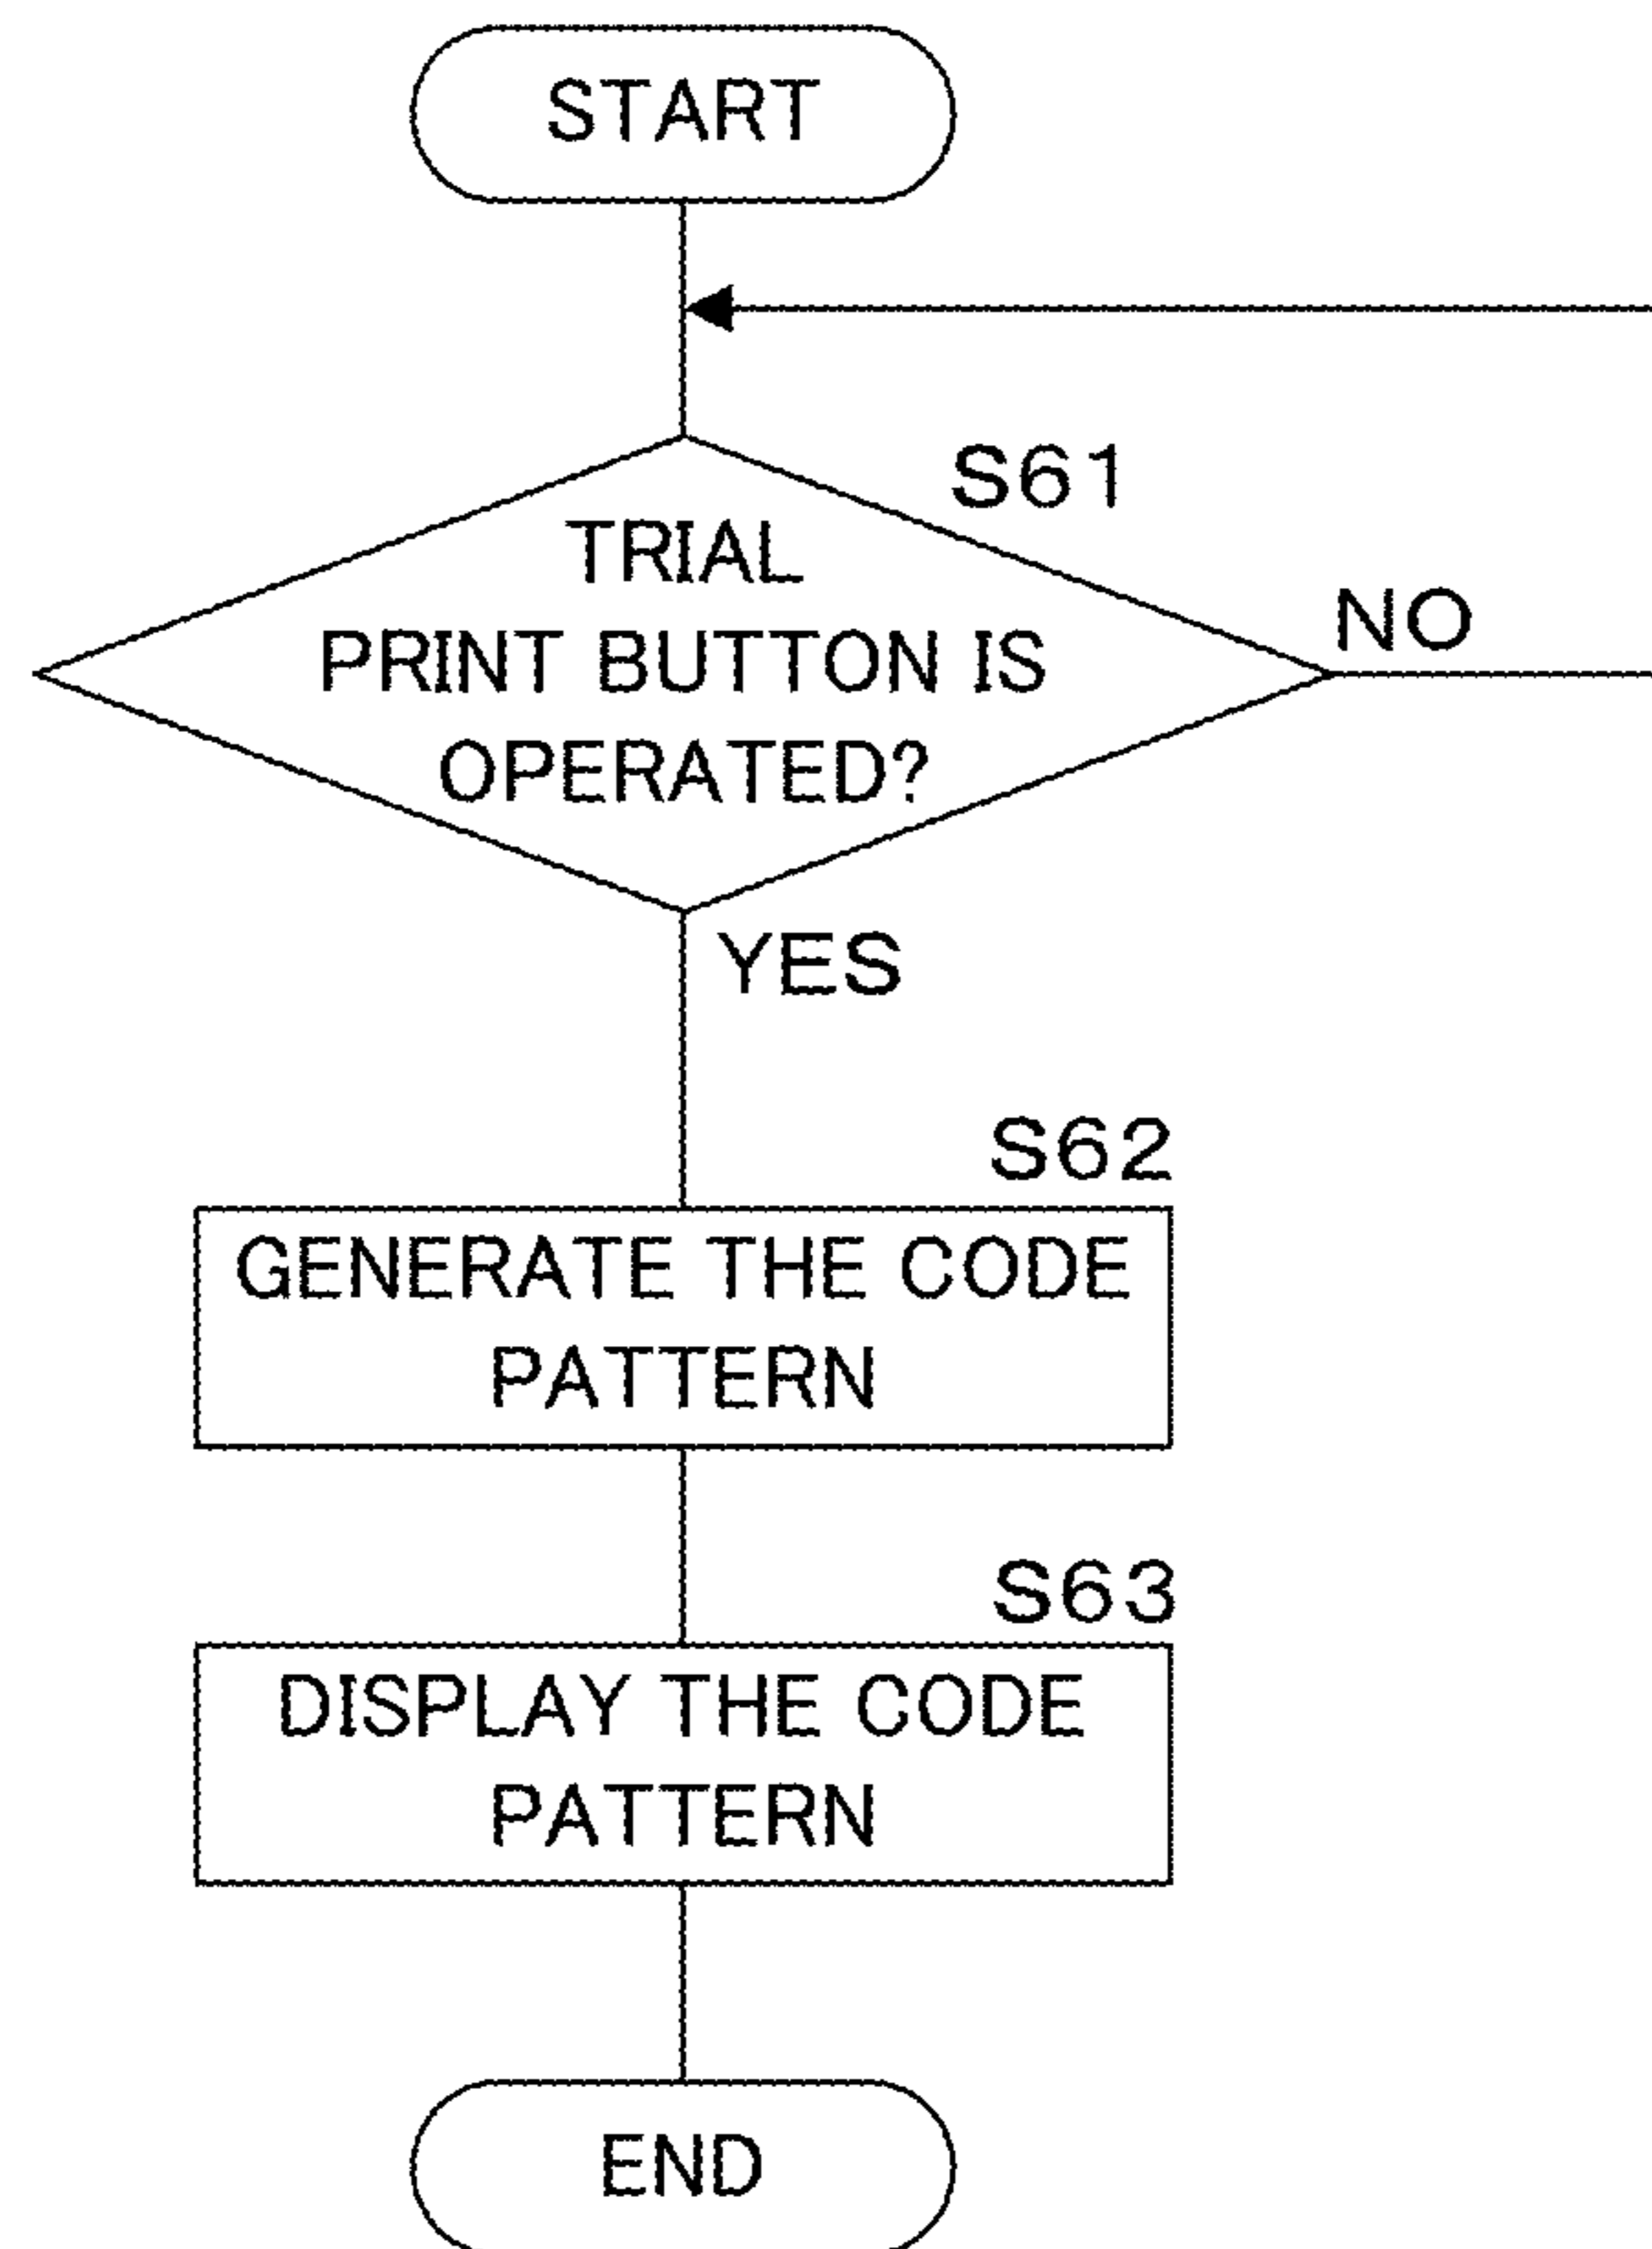 START
S61
TRIAL
PRINT BUTTON IS
OPERATED?
NO
YES
S62
GENERATE THE CODE
PATTERN
S63
DISPLAY THE CODE
PATTERN
END